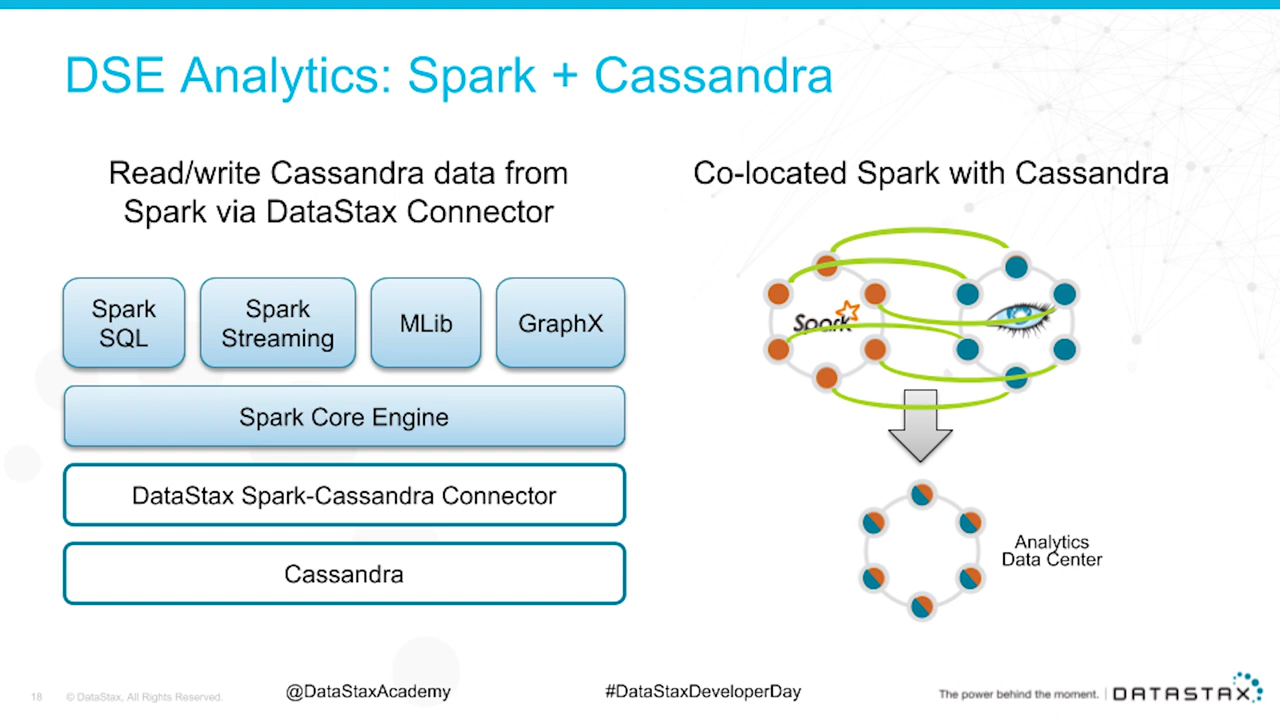 DSE Analytics: Spark + Cassandra
Read/write Cassandra data from
Spark via DataStax Connector
Spark
SQL
Spark
Streaming
MLib
GraphX
Spark Core Engine
DataStax Spark-Cassandra Connector
Cassandra
Co-located Spark with Cassandra
Spark
Analytics
Data Center
18
© DataStax, All Rights Reserved.
@DataStaxAcademy
#DataStaxDeveloperDay
The power behind the moment. |
DATASTAX